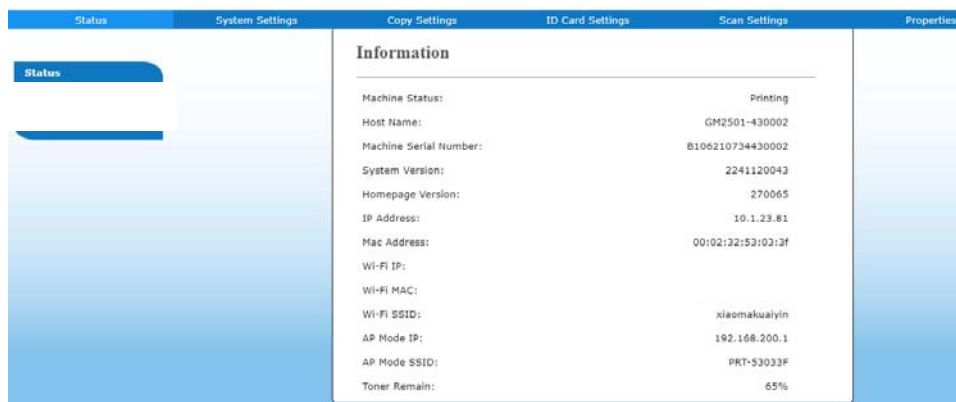 Status System Settings Copy Settings ID Card Settings Scan Settings Properties
Information
Status
Machine Status: Printing
Host Name: GM2501-430002
Machine Serial Number: B106210734430002
System Version: 2241120043
Homepage Version: 270065
IP Address: 10.1.23.81
Mac Address: 00:02:32:53:03:3f
Wi-Fi IP:
Wi-Fi MAC:
Wi-Fi SSID: xiaomakuaiyin
AP Mode IP: 192.168.200.1
AP Mode SSID: PRT-53033F
Toner Remain: 65%